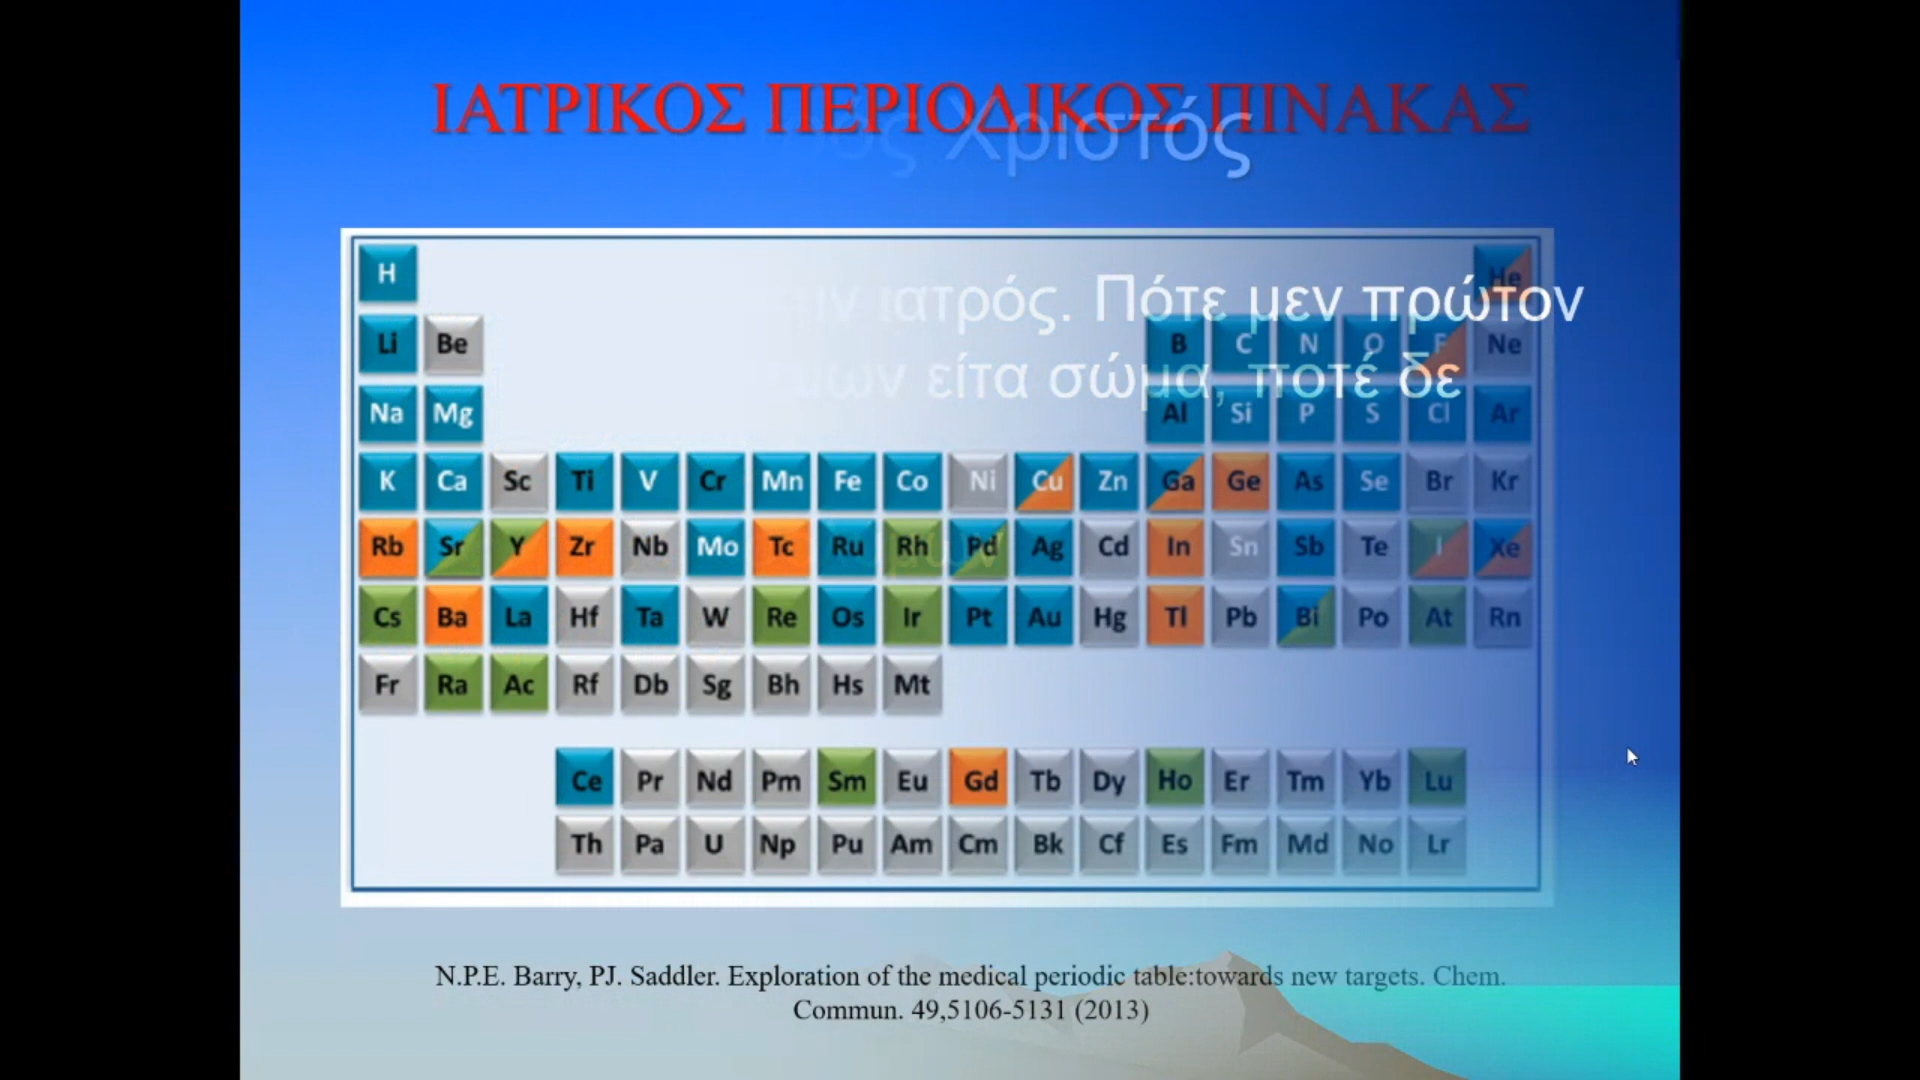 ΙΑΤΡΙΚΟΣ ΠΕΡΙΟΔΙΚΟΣ ΠΙΝΑΚΑΣ
Χριστός
ιατρός. Πότε μεν πρώτον
είτα σώμα, ποτέ δε
H He
Li Be B C N O F Ne
Na Mg Al Si P S Cl Ar
K Ca Sc Ti V Cr Mn Fe Co Ni Cu Zn Ga Ge As Se Br Kr
Rb Sr Y Zr Nb Mo Tc Ru Rh Pd Ag Cd In Sn Sb Te I Xe
Cs Ba La Hf Ta W Re Os Ir Pt Au Hg Tl Pb Bi Po At Rn
Fr Ra Ac Rf Db Sg Bh Hs Mt
Ce Pr Nd Pm Sm Eu Gd Tb Dy Ho Er Tm Yb Lu
Th Pa U Np Pu Am Cm Bk Cf Es Fm Md No Lr
N.P.E. Barry, PJ. Saddler. Exploration of the medical periodic table:towards new targets. Chem.
Commun. 49,5106-5131 (2013)